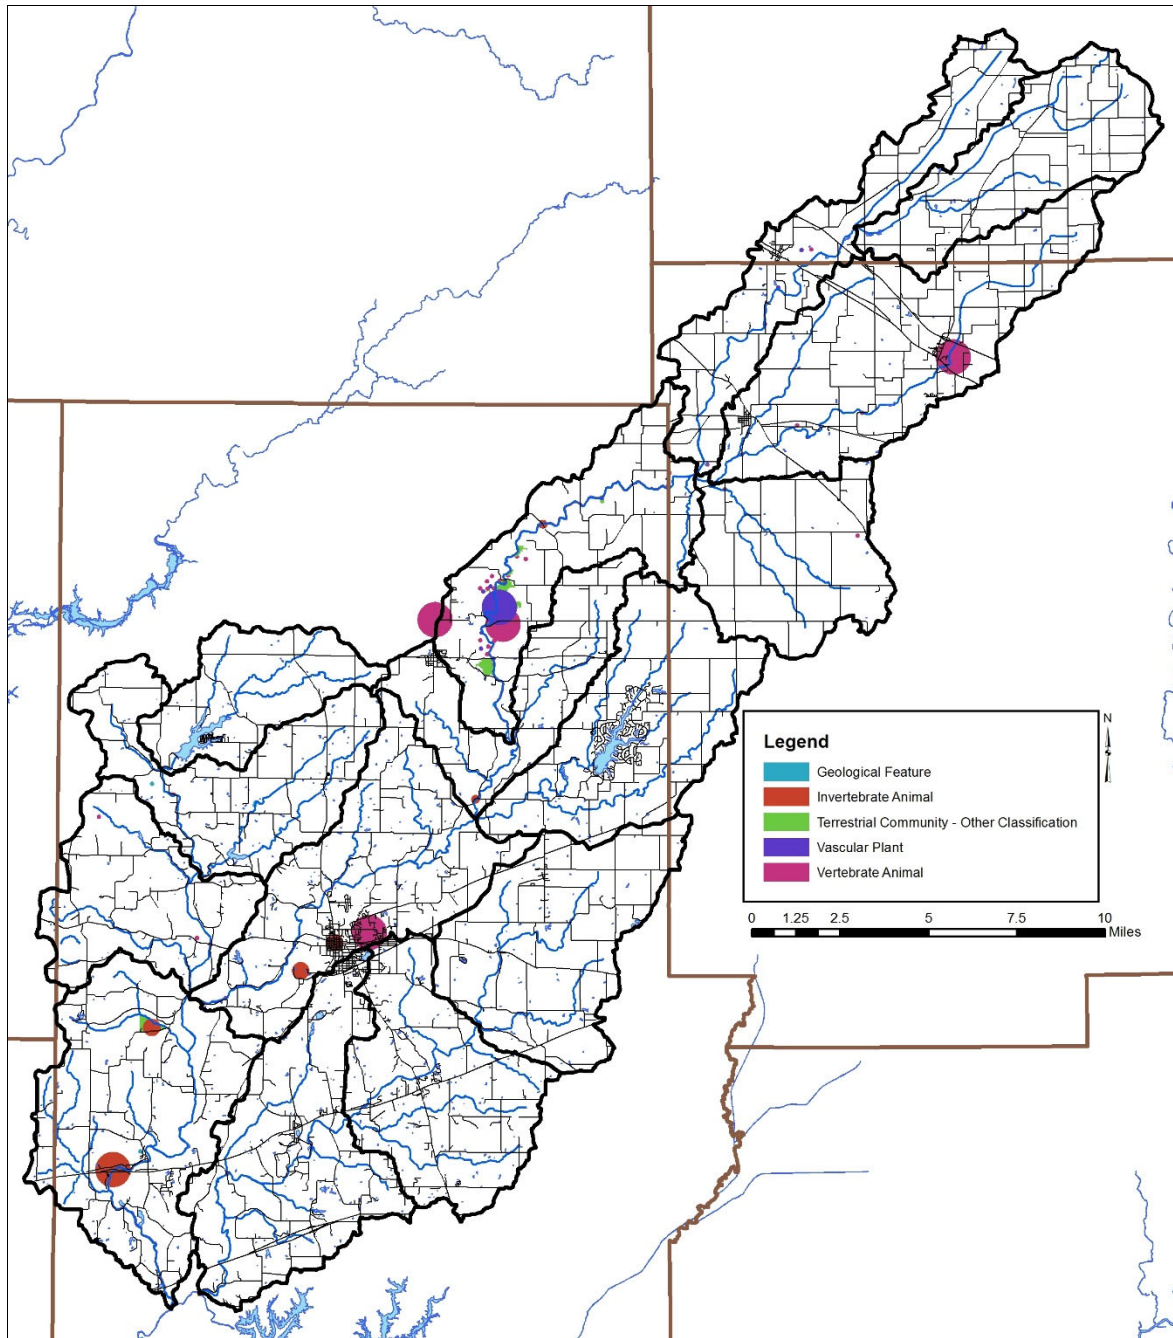 N
Legend
Geological Feature
Invertebrate Animal
Terrestrial Community - Other Classification
Vascular Plant
Vertebrate Animal
0 1.25 2.5 5 7.5 10
Miles